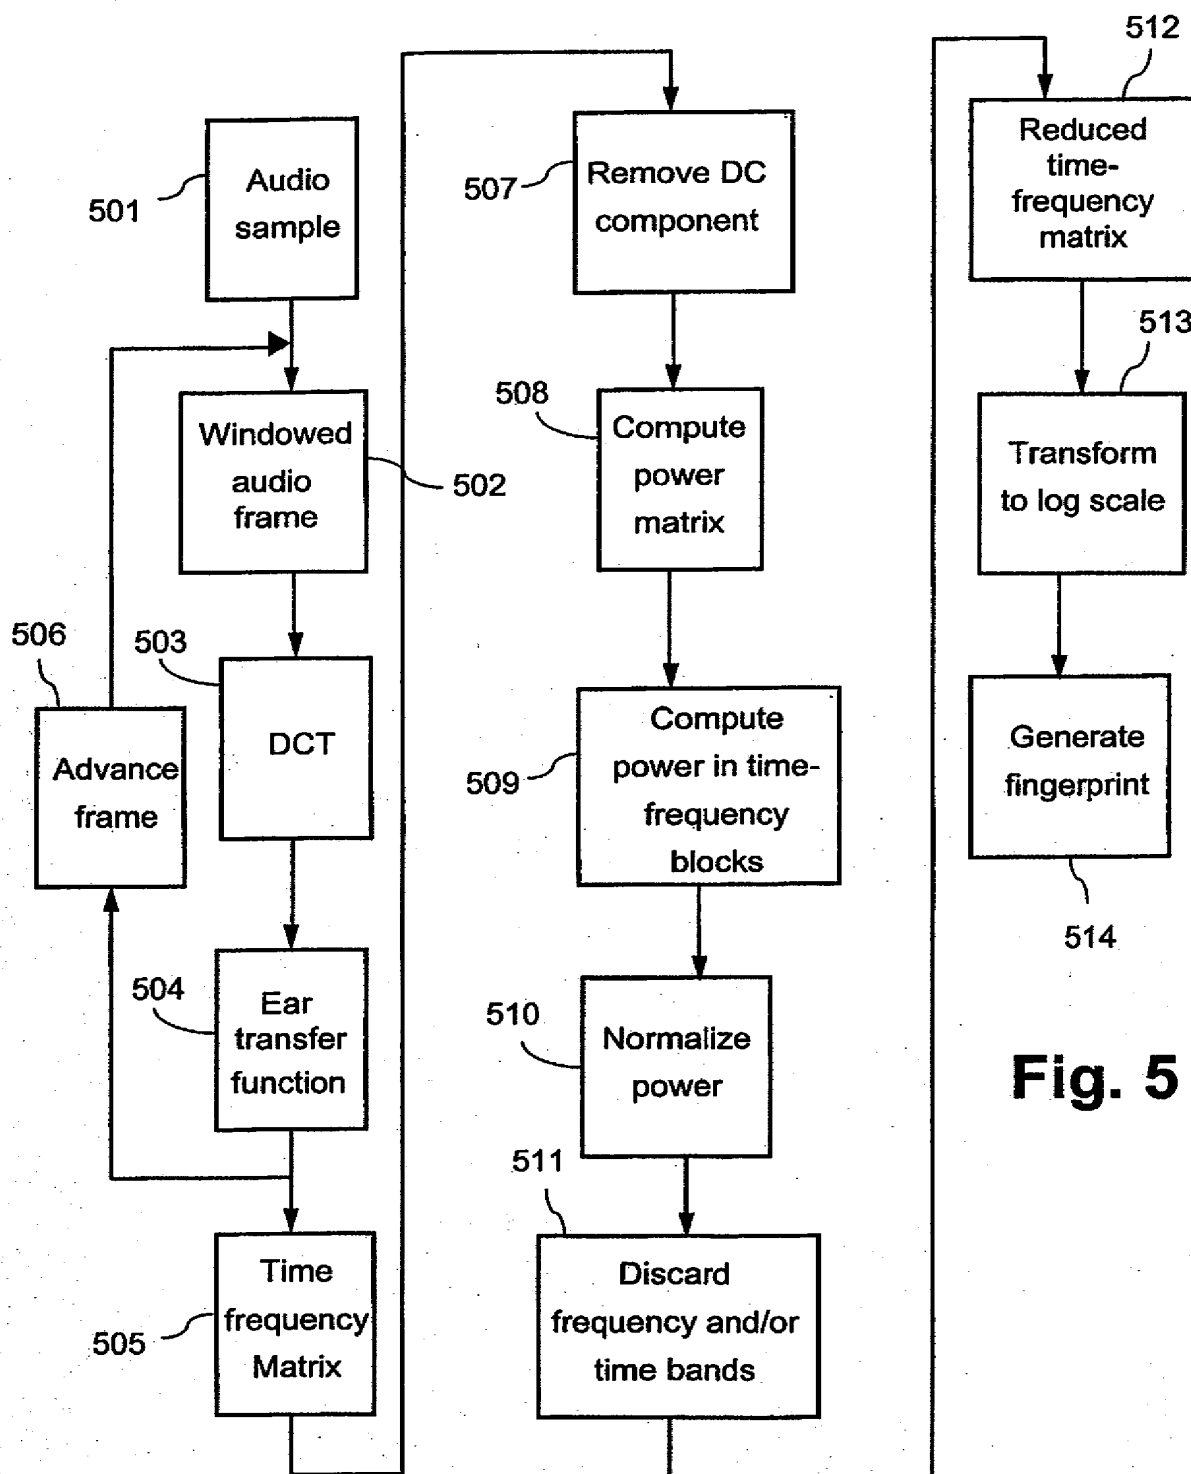 501
Audio
sample
Windowed
audio
frame
502
503
DCT
506
Advance
frame
504
Ear
transfer
function
505
Time
frequency
Matrix
507
Remove DC
component
508
Compute
power
matrix
509
Compute
power in time-
frequency
blocks
510
Normalize
power
511
Discard
frequency and/or
time bands
512
Reduced
time-
frequency
matrix
513
Transform
to log scale
Generate
fingerprint
514
Fig. 5